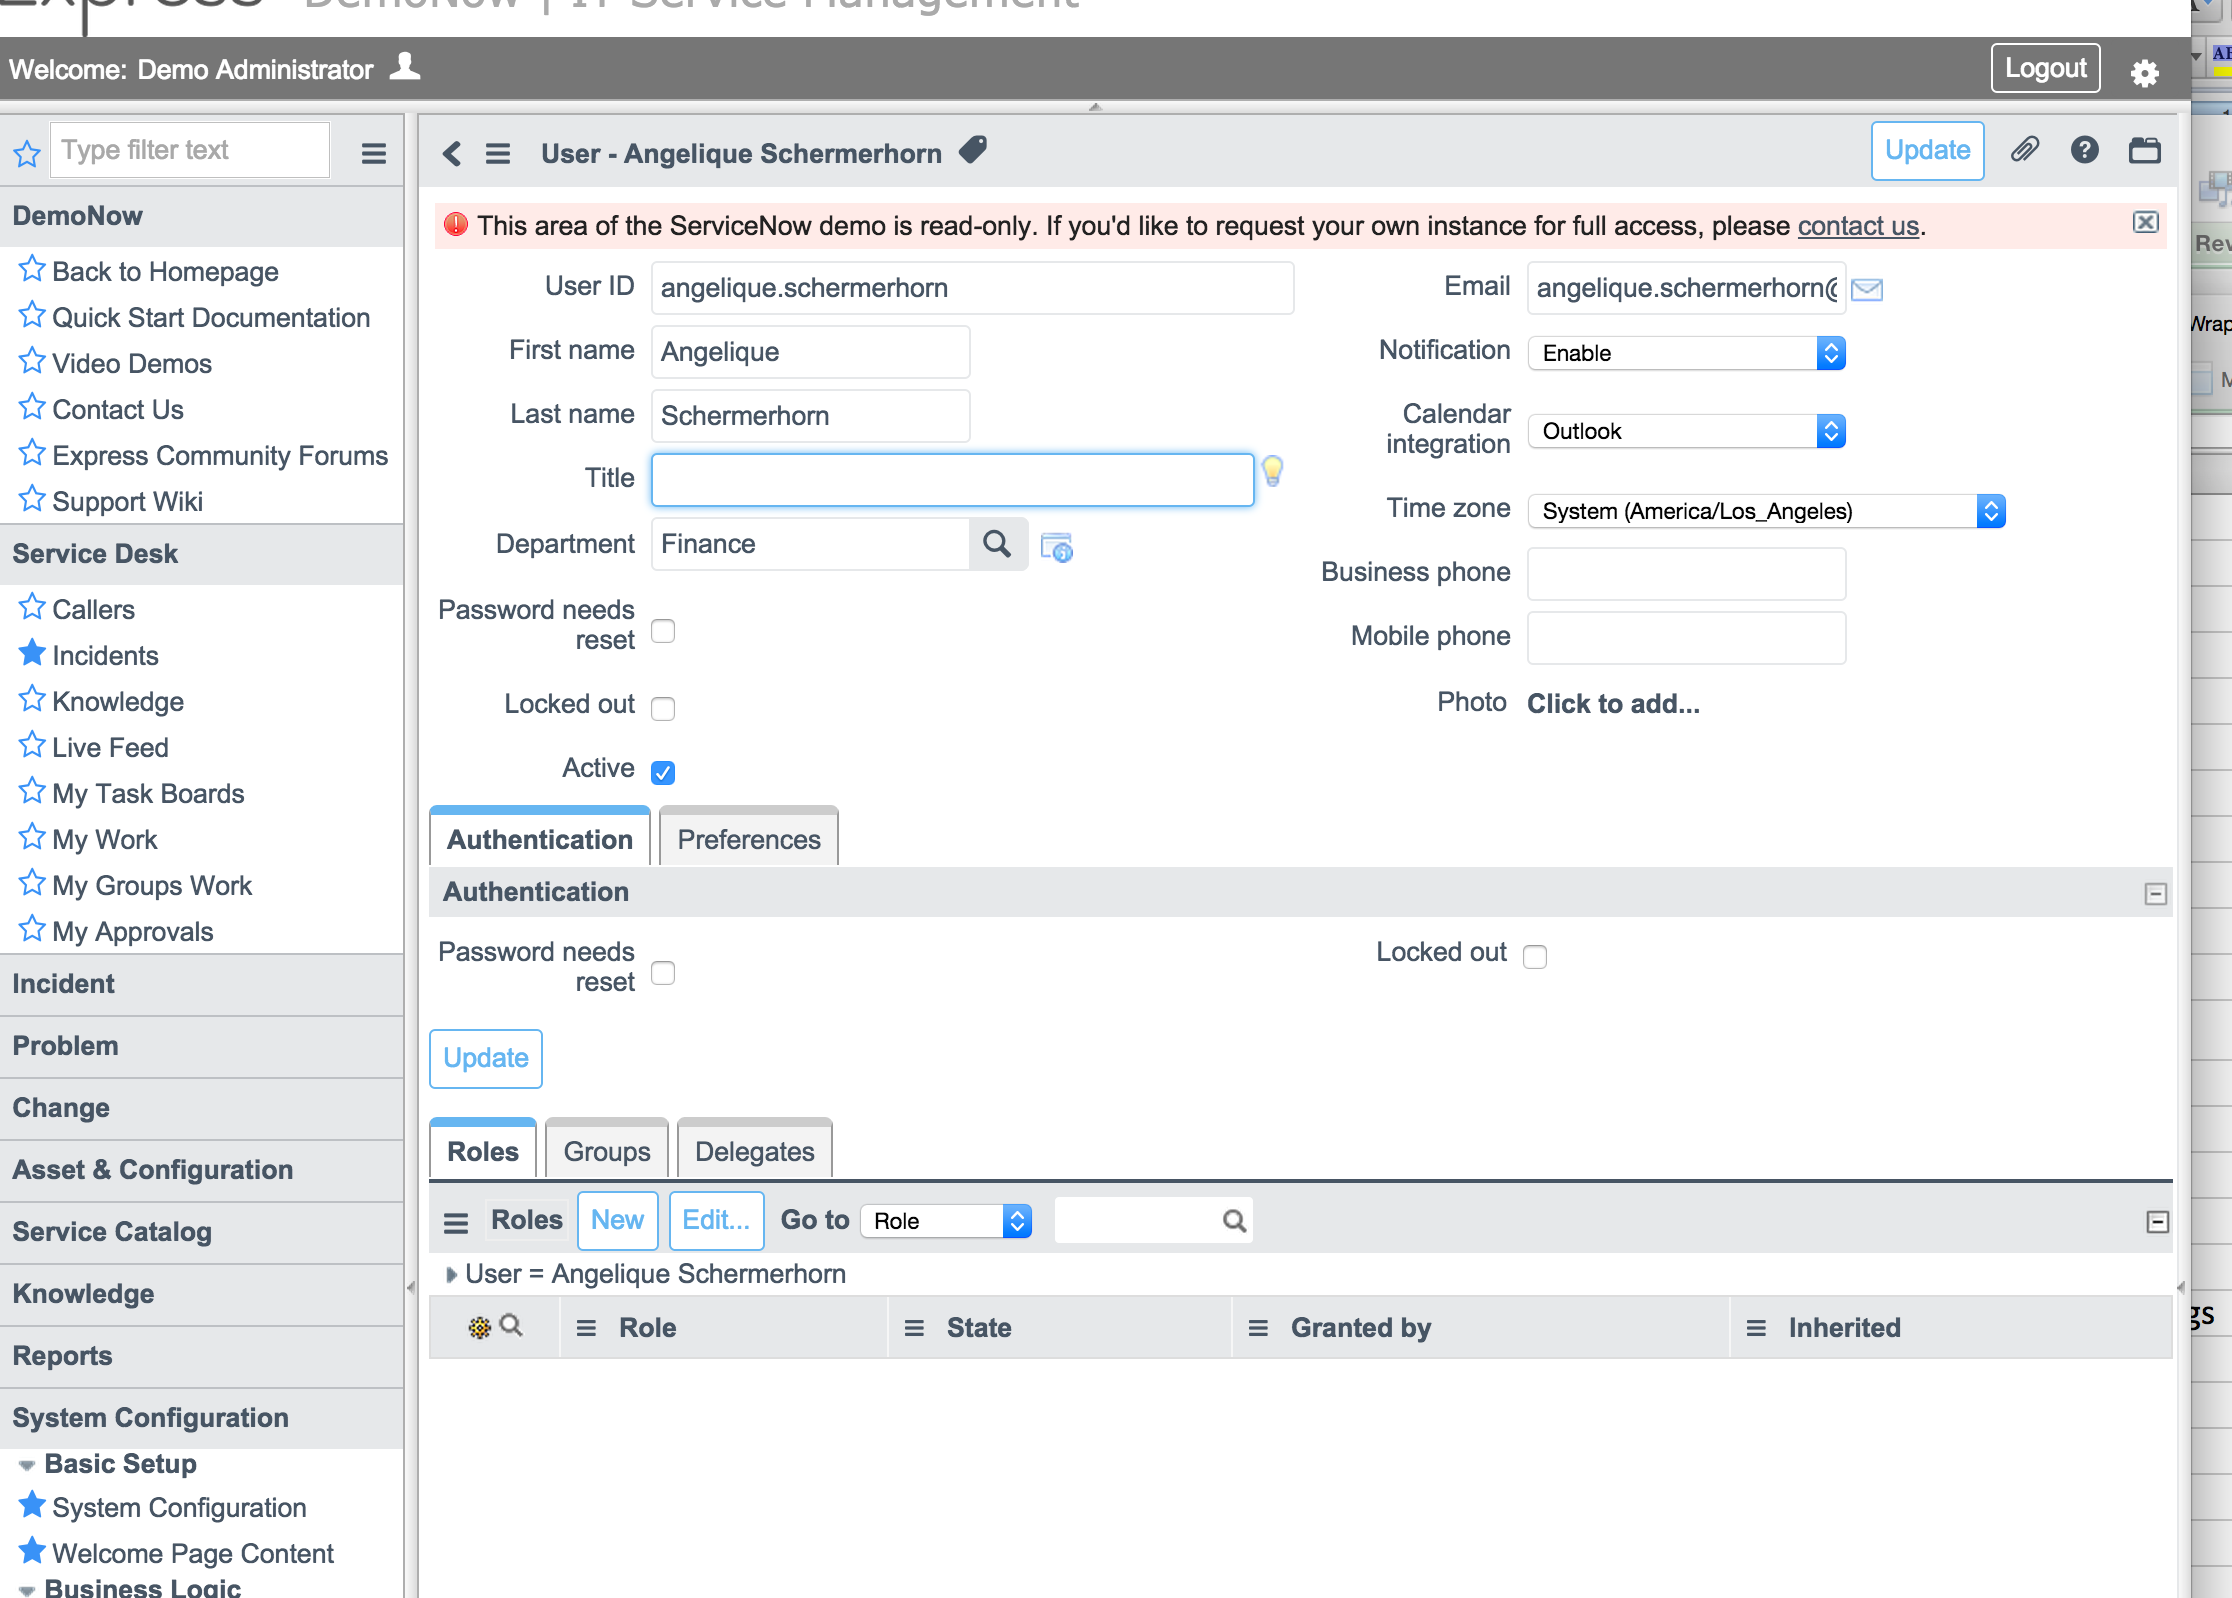 Express DemoNow | IT Service Management
Welcome: Demo Administrator
Logout
Type filter text
DemoNow
Back to Homepage
Quick Start Documentation
Video Demos
Contact Us
Express Community Forums
Support Wiki
Service Desk
Callers
Incidents
Knowledge
Live Feed
My Task Boards
My Work
My Groups Work
My Approvals
Incident
Problem
Change
Asset & Configuration
Service Catalog
Knowledge
Reports
System Configuration
Basic Setup
System Configuration
Welcome Page Content
Business Logic
User - Angelique Schermerhorn
Update
This area of the ServiceNow demo is read-only. If you'd like to request your own instance for full access, please contact us.
User ID angelique.schermerhorn
First name Angelique
Last name Schermerhorn
Title
Department Finance
Password needs
reset
Locked out
Active
Email angelique.schermerhorn@
Notification Enable
Calendar
integration Outlook
Time zone System (America/Los_Angeles)
Business phone
Mobile phone
Photo Click to add...
Authentication Preferences
Authentication
Password needs
reset
Locked out
Update
Roles Groups Delegates
Roles New Edit... Go to Role
User = Angelique Schermerhorn
Role State Granted by Inherited